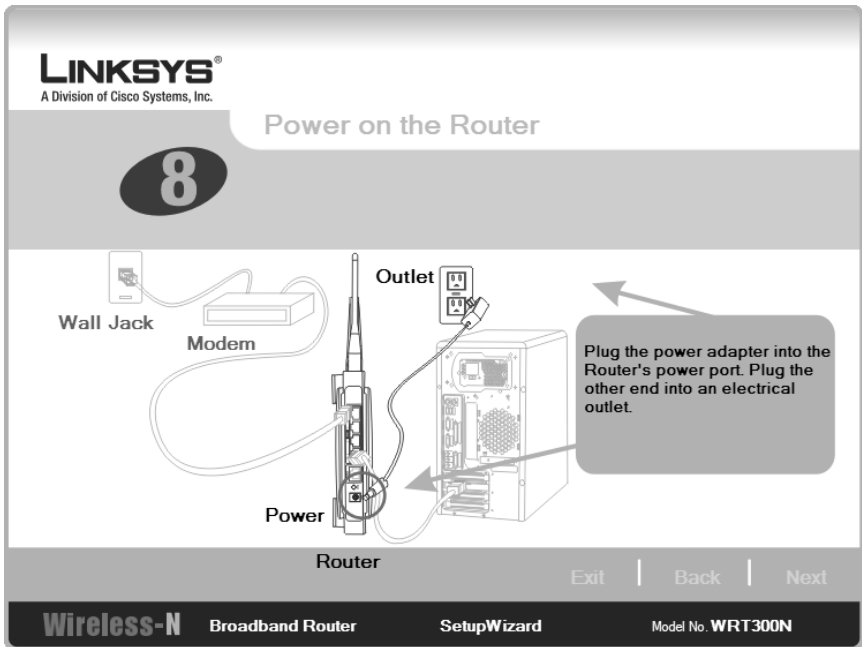 LINKSYS®
A Division of Cisco Systems, Inc.
Power on the Router
8
Outlet
Wall Jack
Modem
Plug the power adapter into the
Router's power port. Plug the
other end into an electrical
outlet.
Power
Router
Exit | Back | Next
Wireless-N Broadband Router SetupWizard Model No. WRT300N